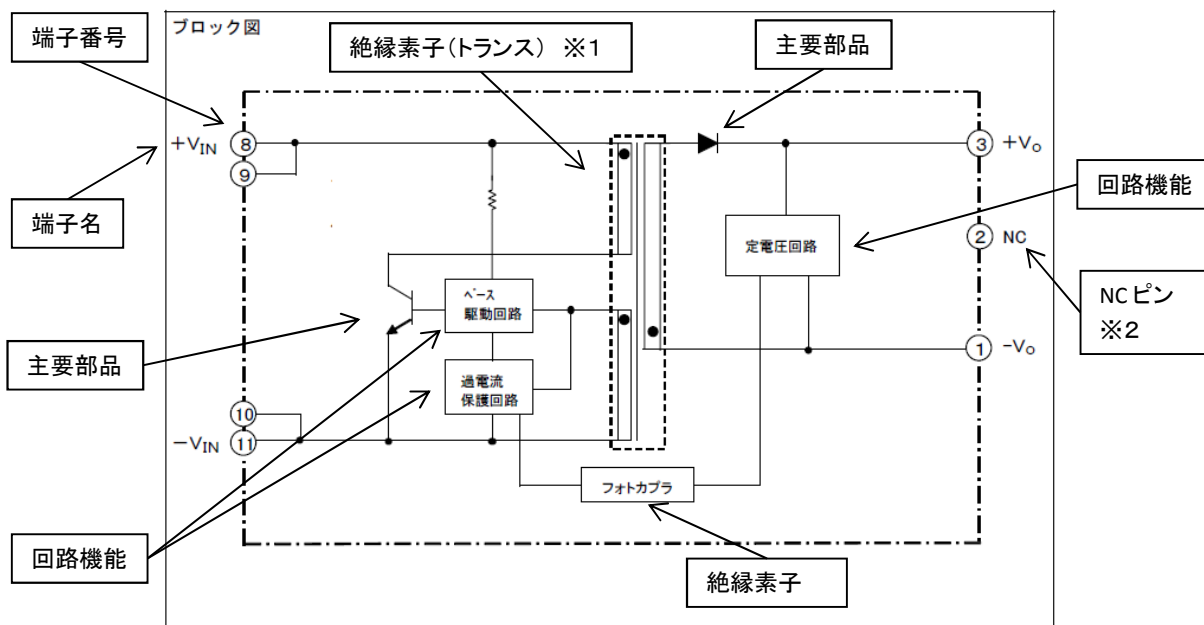 ブロック図
端子番号
絶縁素子(トランス) ※1
主要部品
+VIN
8
9
3
+VO
端子名
回路機能
定電圧回路
2
NC
NCピン
※2
ベース
駆動回路
主要部品
過電流
保護回路
1
-VO
10
-VIN
11
フォトカプラ
回路機能
絶縁素子